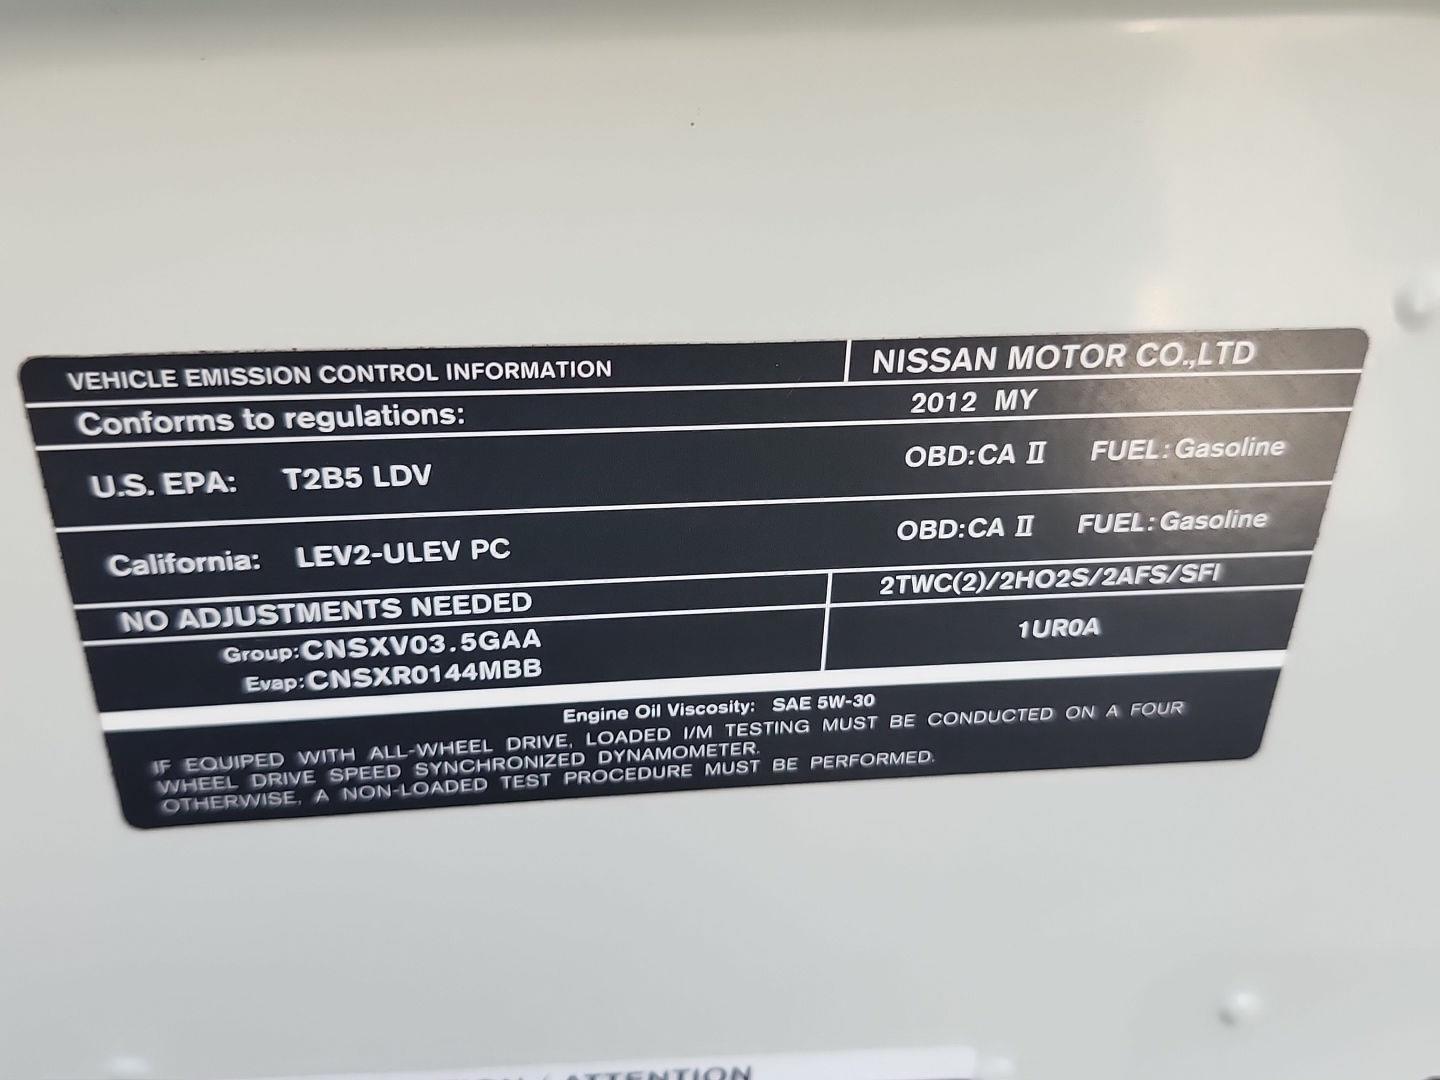 VEHICLE EMISSION CONTROL INFORMATION
NISSAN MOTOR CO.,LTD
Conforms to regulations:
2012 MY
U.S. EPA: T2B5 LDV
OBD:CA II FUEL:Gasoline
California: LEV2-ULEV PC
OBD:CA II FUEL:Gasoline
NO ADJUSTMENTS NEEDED
2TWC(2)/2HO2S/2AFS/SFI
Group:CNSXV03.5GAA
Evap:CNSXR0144MBB
1UR0A
Engine Oil Viscosity: SAE 5W-30
IF EQUIPED WITH ALL-WHEEL DRIVE, LOADED I/M TESTING MUST BE CONDUCTED ON A FOUR
WHEEL DRIVE SPEED SYNCHRONIZED DYNAMOMETER.
OTHERWISE, A NON-LOADED TEST PROCEDURE MUST BE PERFORMED.
/ ATTENTION